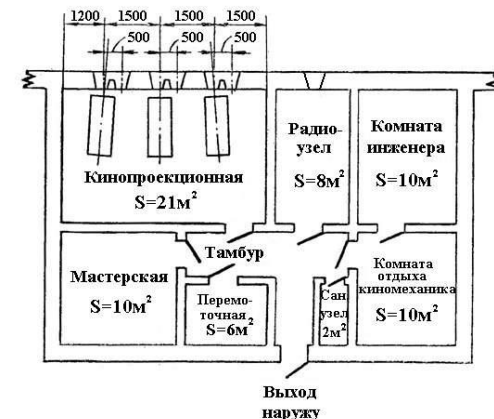 1200 1500 1500 1500
500 500 500
Кинопроекционная
S=21м²
Радио-
узел
S=8м²
Комната
инженера
S=10м²
Тамбур
Мастерская
S=10м²
Перемо-
точная
S=6м²
Сан.
узел
2м²
Комната
отдыха
киномеханика
S=10м²
Выход
наружу